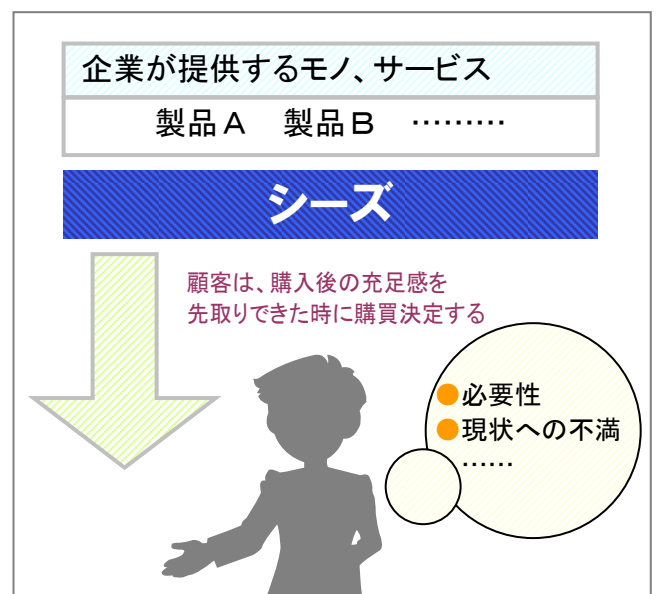 企業が提供するモノ、サービス
製品A　製品B　………
シーズ
顧客は、購入後の充足感を
先取りできた時に購買決定する
●必要性
●現状への不満
……